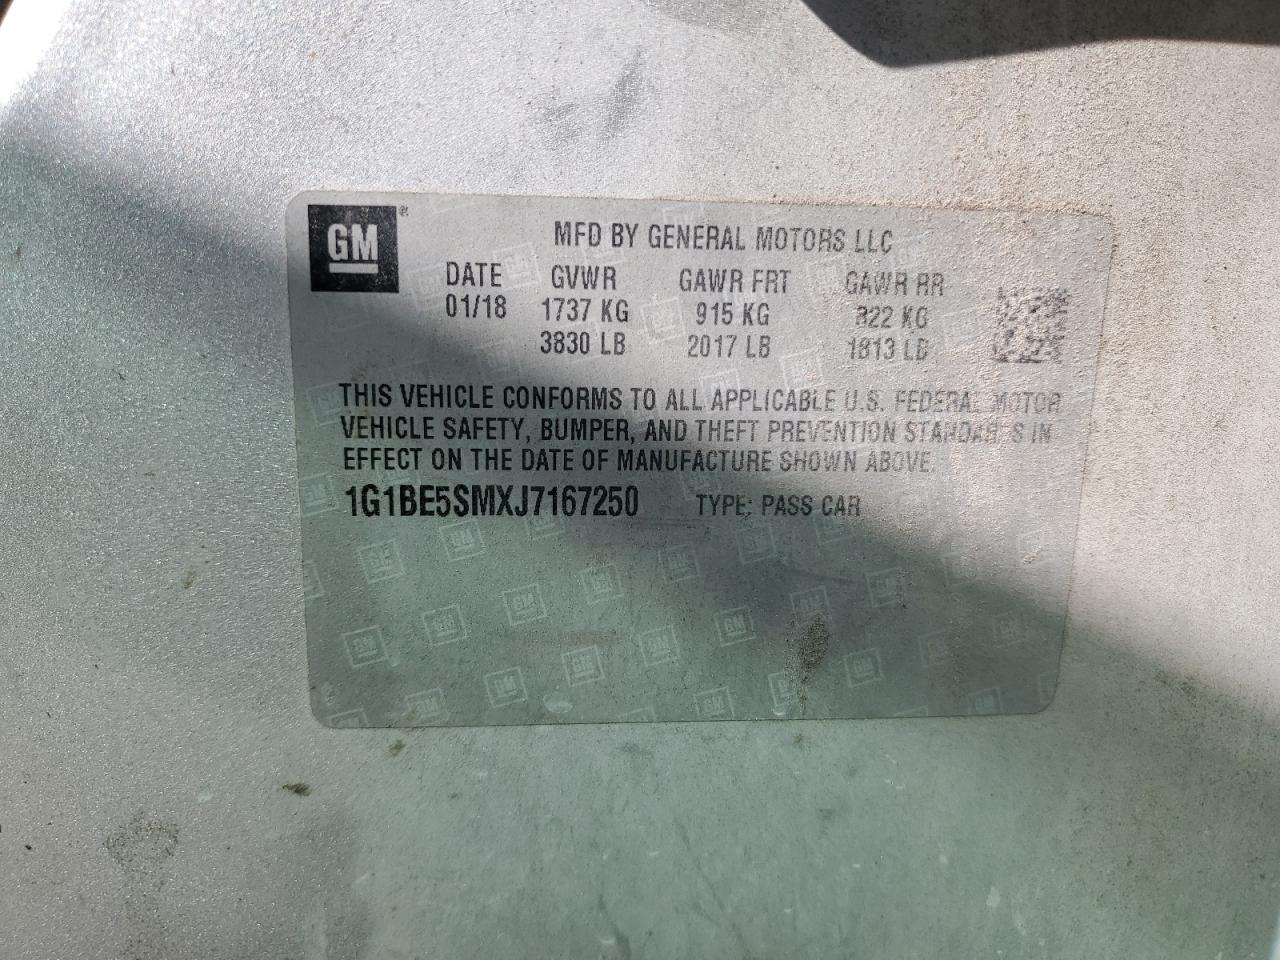 GM®
MFD BY GENERAL MOTORS LLC
DATE GVWR GAWR FRT GAWR RR
01/18 1737 KG 915 KG 822 KG
3830 LB 2017 LB 1813 LB
THIS VEHICLE CONFORMS TO ALL APPLICABLE U.S. FEDERAL MOTOR
VEHICLE SAFETY, BUMPER, AND THEFT PREVENTION STANDARDS IN
EFFECT ON THE DATE OF MANUFACTURE SHOWN ABOVE.
1G1BE5SMXJ7167250 TYPE: PASS CAR